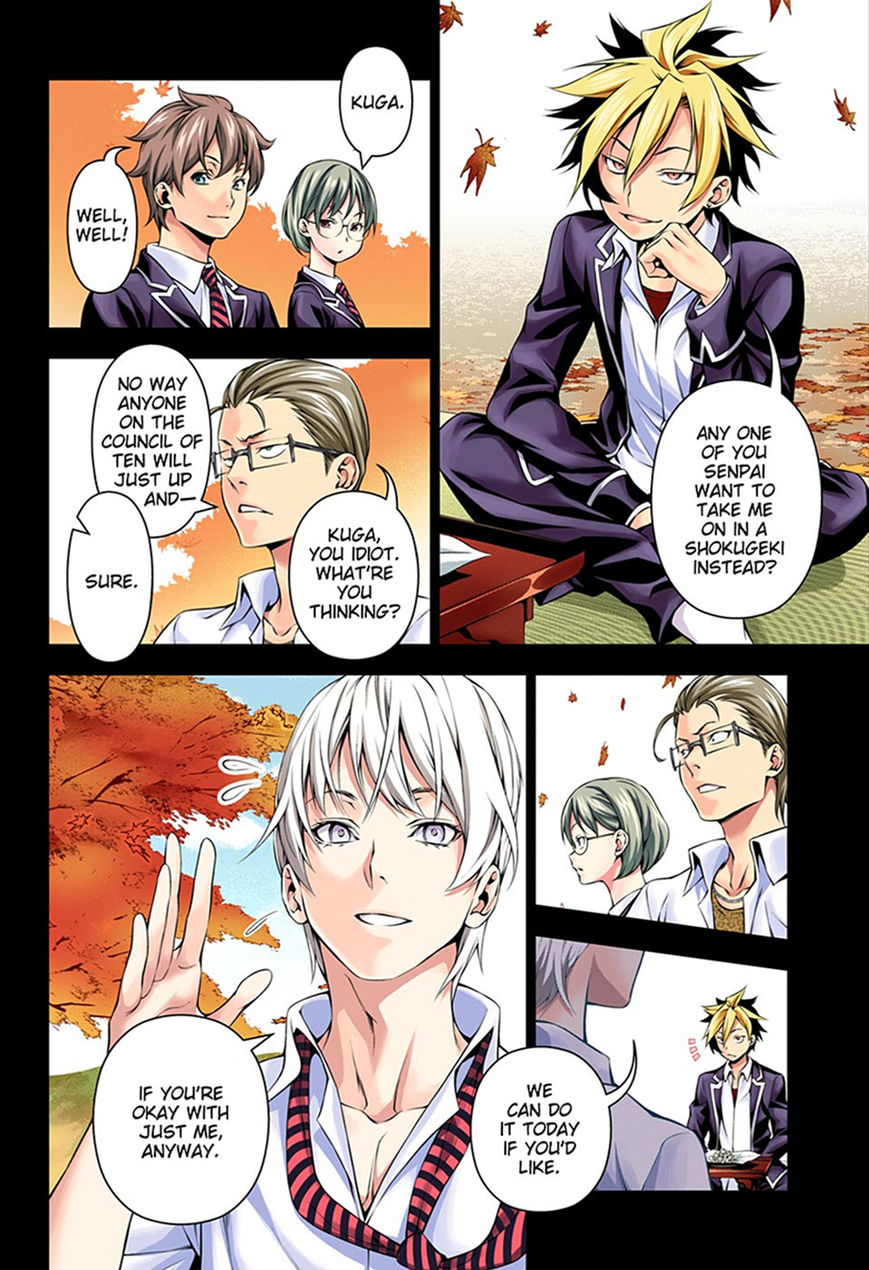 ANY ONE
OF YOU
SENPAI
WANT TO
TAKE ME
ON IN A
SHOKUGEKI
INSTEAD?
KUGA.
WELL,
WELL!
KUGA,
YOU IDIOT.
WHAT'RE
YOU
THINKING?
NO WAY
ANYONE
ON THE
COUNCIL OF
TEN WILL
JUST UP
AND—
SURE.
WE
CAN DO
IT TODAY
IF YOU'D
LIKE.
IF YOU'RE
OKAY WITH
JUST ME,
ANYWAY.